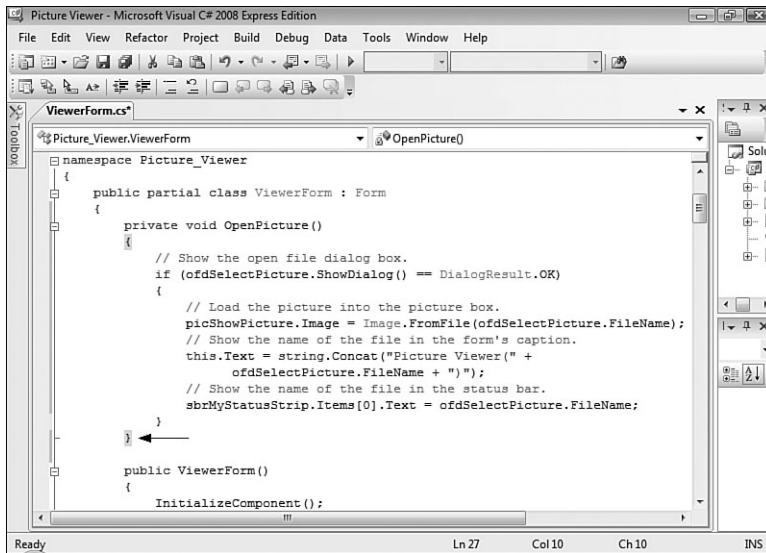 Picture Viewer - Microsoft Visual C# 2008 Express Edition
File Edit View Refactor Project Build Debug Data Tools Window Help
Toolbox
ViewerForm.cs*
Picture_Viewer.ViewerForm
OpenPicture()
Solu
namespace Picture_Viewer
{
public partial class ViewerForm : Form
{
private void OpenPicture()
{
// Show the open file dialog box.
if (ofdSelectPicture.ShowDialog() == DialogResult.OK)
{
// Load the picture into the picture box.
picShowPicture.Image = Image.FromFile(ofdSelectPicture.FileName);
// Show the name of the file in the form's caption.
this.Text = string.Concat("Picture Viewer(" +
ofdSelectPicture.FileName + ")");
// Show the name of the file in the status bar.
sbrMyStatusStrip.Items[0].Text = ofdSelectPicture.FileName;
}
}
public ViewerForm()
{
InitializeComponent();
Ready Ln 27 Col 10 Ch 10 INS